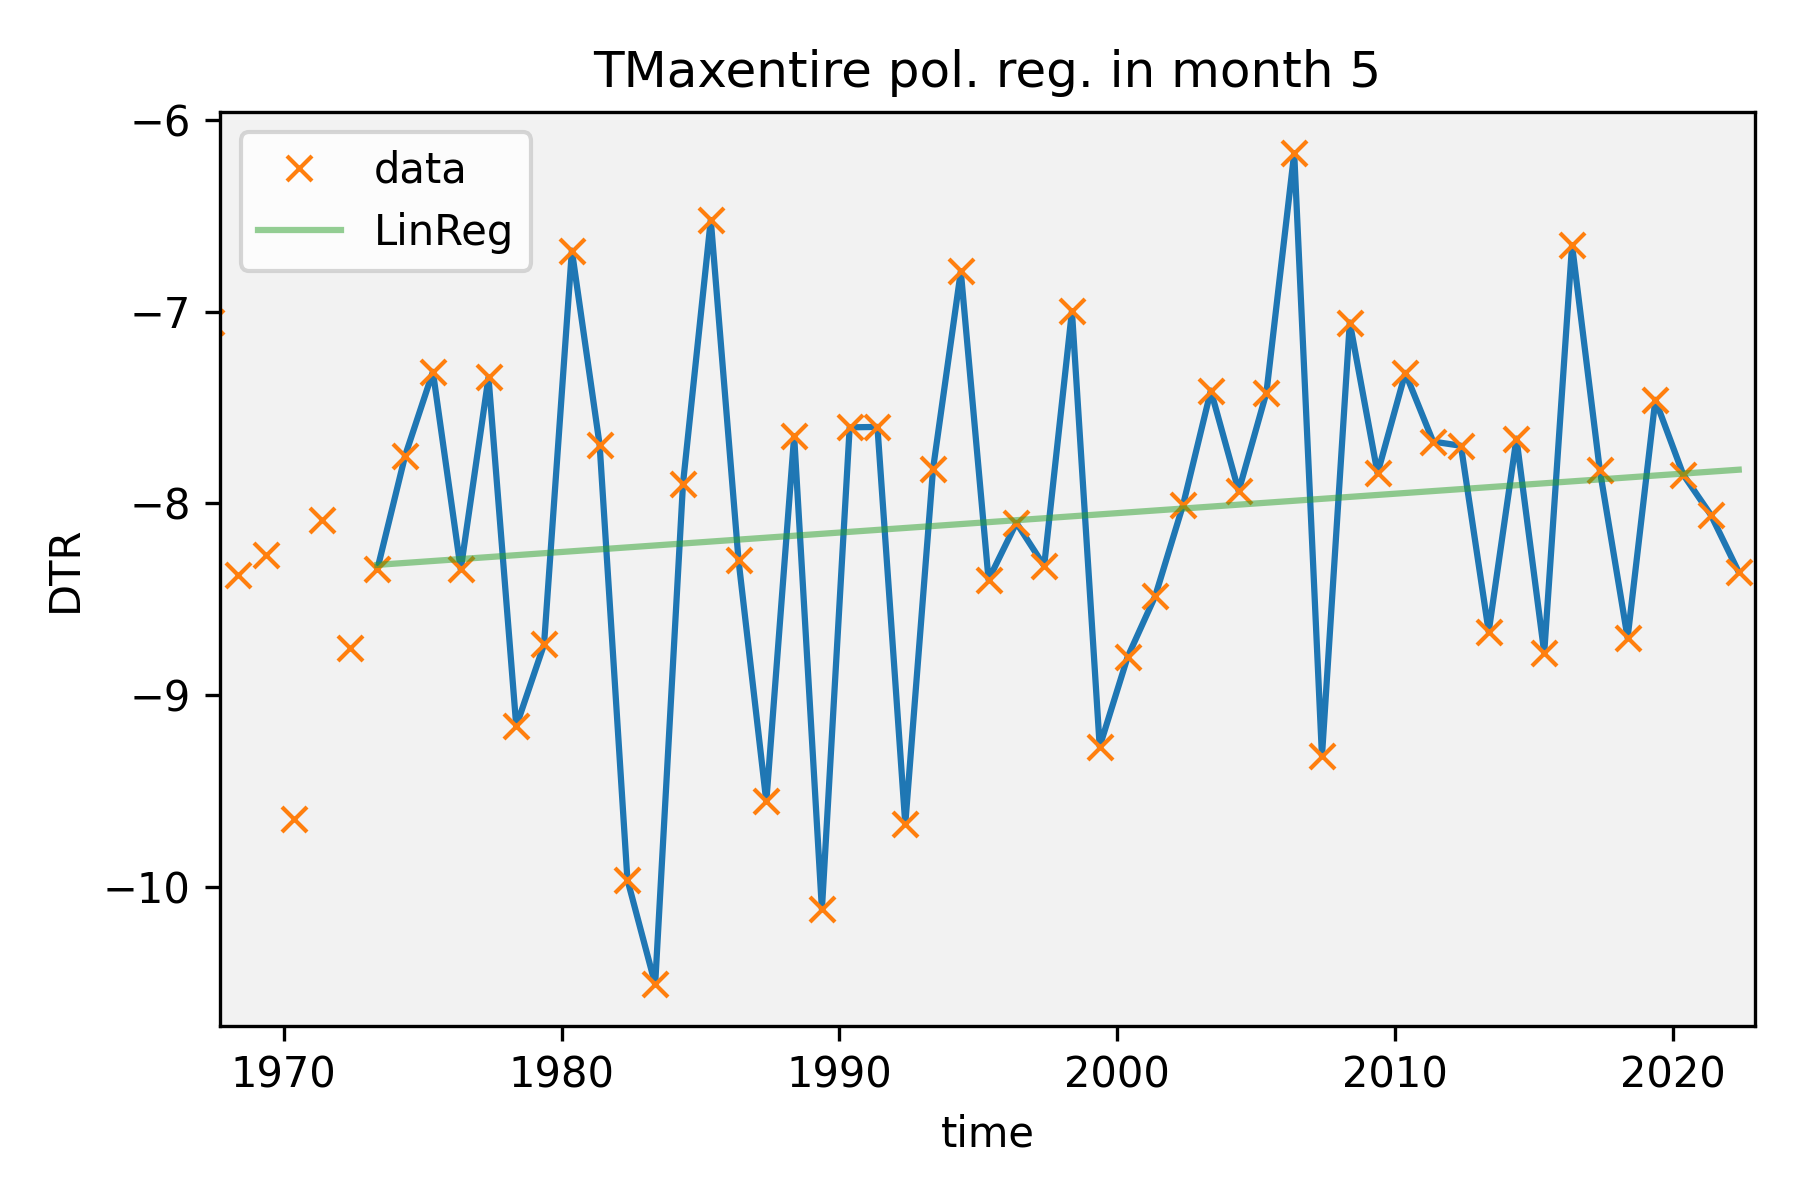 TMaxentire pol. reg. in month 5
−6
−7
−8
−9
−10
DTR
data
LinReg
1970
1980
1990
2000
2010
2020
time